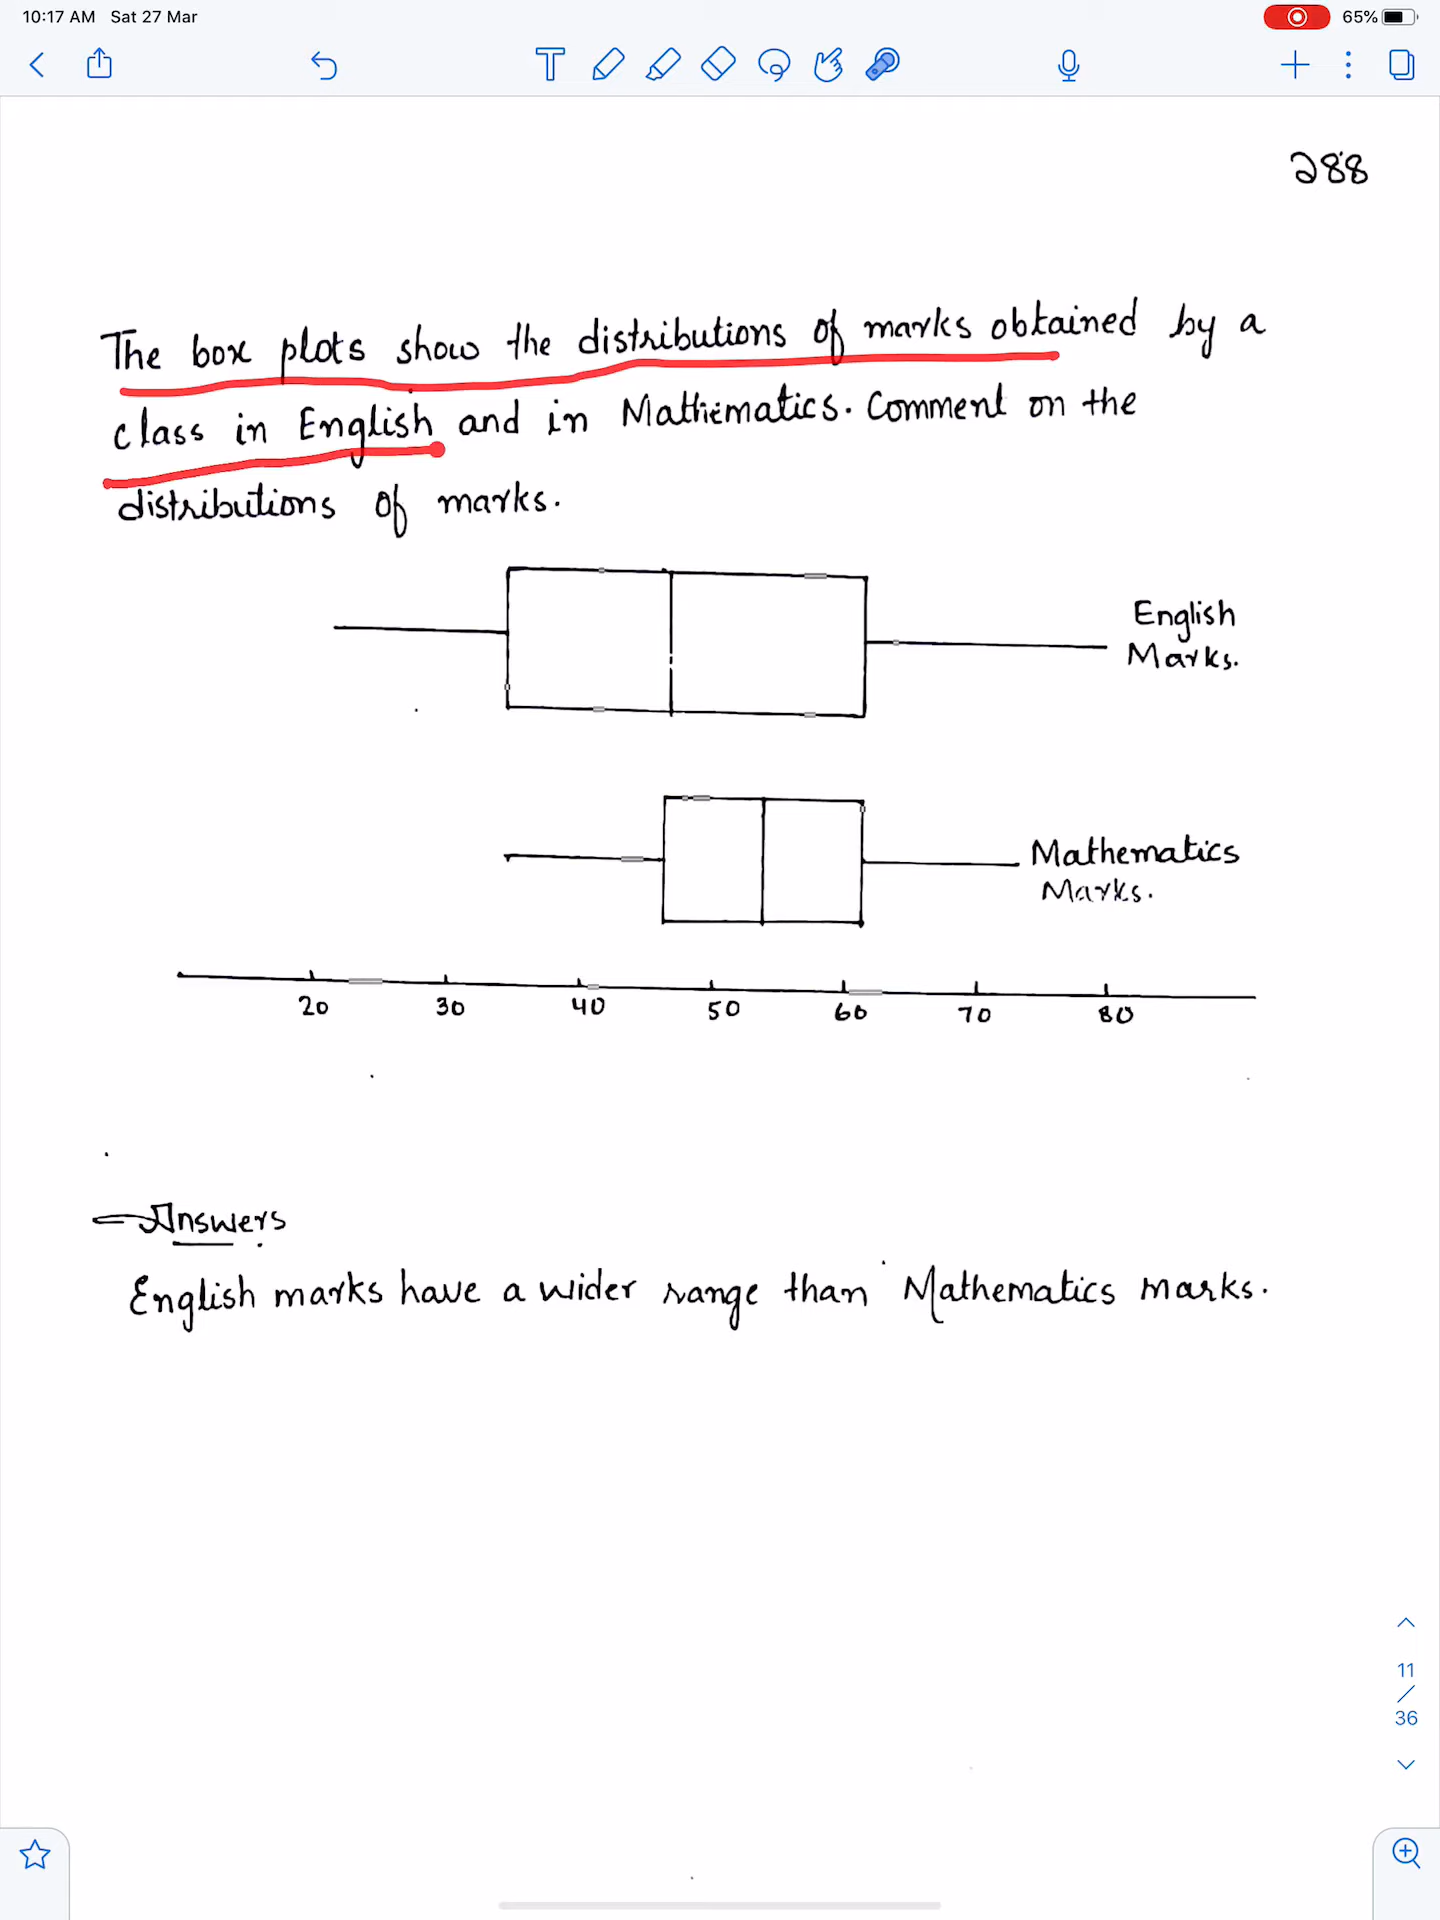 10:17 AM Sat 27 Mar
65%
288
The box plots show the distributions of marks obtained by a
class in English and in Mathematics. Comment on the
distributions of marks.
English
Marks.
Mathematics
Marks.
20 30 40 50 60 70 80
Answers
English marks have a wider range than Mathematics marks.
11
/
36